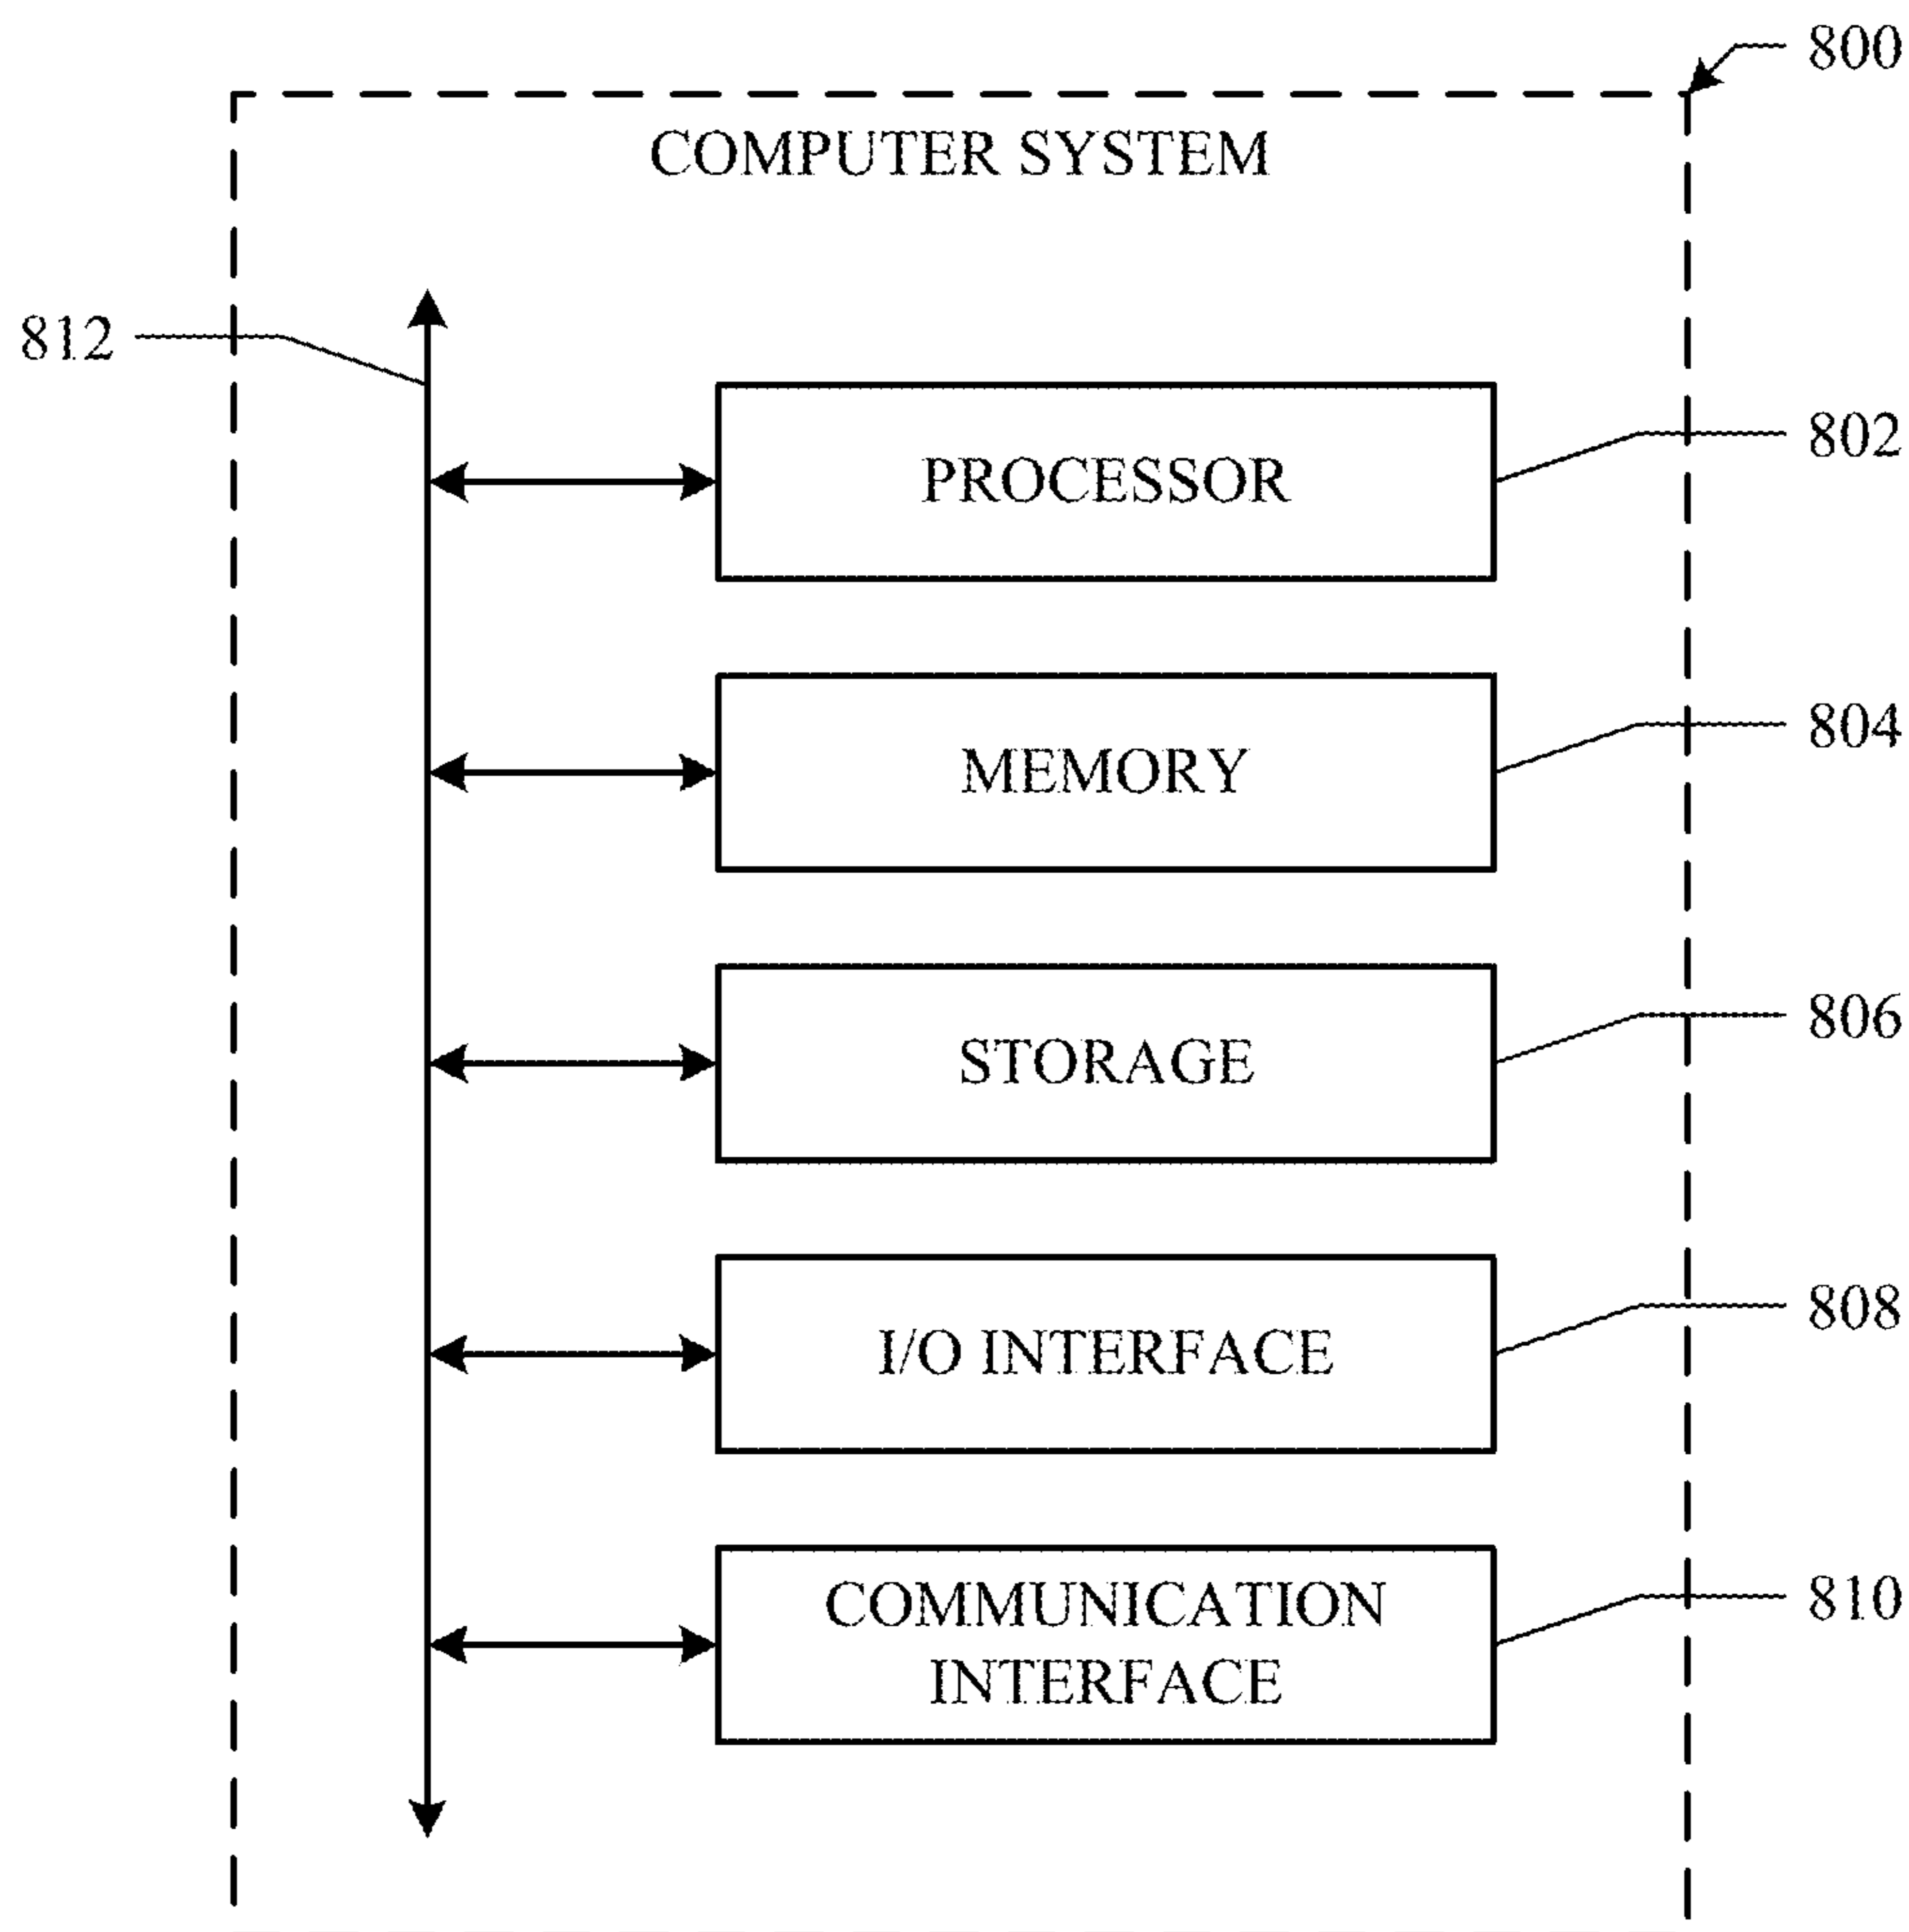 800
COMPUTER SYSTEM
812
PROCESSOR
802
MEMORY
804
STORAGE
806
I/O INTERFACE
808
COMMUNICATION
INTERFACE
810